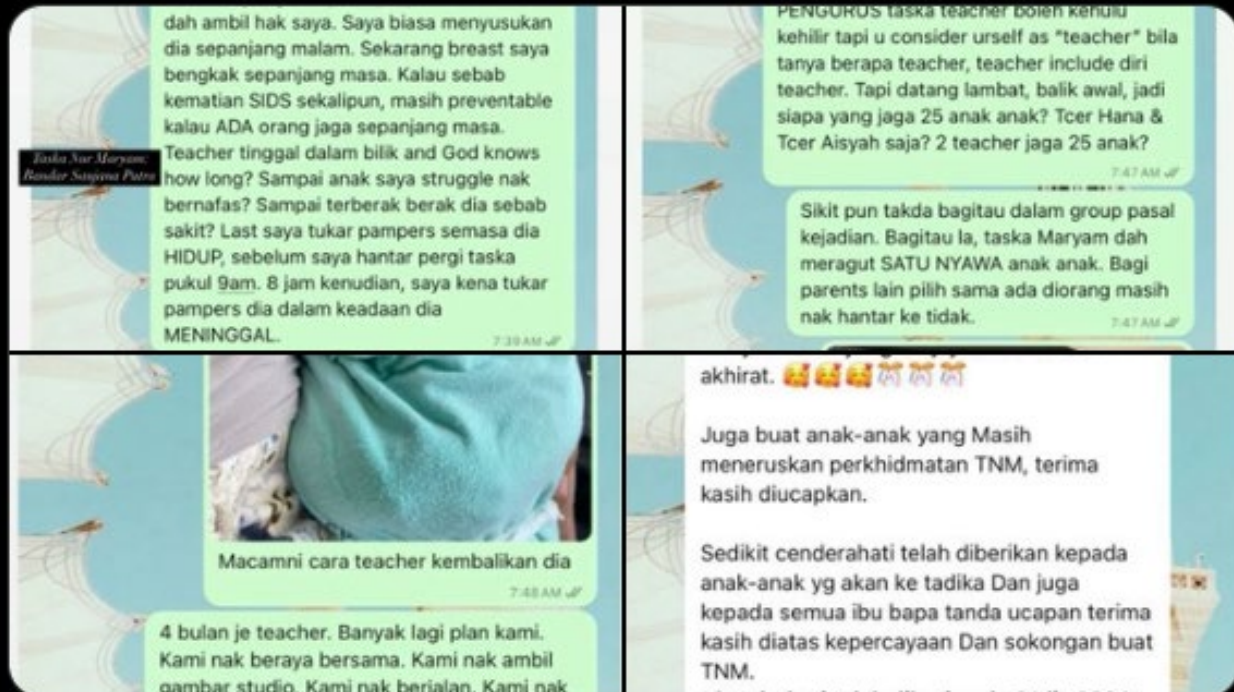 dah ambil hak saya. Saya biasa menyusukan
dia sepanjang malam. Sekarang breast saya
bengkak sepanjang masa. Kalau sebab
kematian SIDS sekalipun, masih preventable
kalau ADA orang jaga sepanjang masa.
Teacher tinggal dalam bilik and God knows
how long? Sampai anak saya struggle nak
bernafas? Sampai terberak berak dia sebab
sakit? Last saya tukar pampers semasa dia
HIDUP, sebelum saya hantar pergi taska
pukul 9am. 8 jam kenudian, saya kena tukar
pampers dia dalam keadaan dia
MENINGGAL.
7:39 AM
Taska Nur Maryam:
Bandar Saujana Putra
PENGURUS taska teacher boleh kehulu
kehilir tapi u consider urself as “teacher” bila
tanya berapa teacher, teacher include diri
teacher. Tapi datang lambat, balik awal, jadi
siapa yang jaga 25 anak anak? Tcer Hana &
Tcer Aisyah saja? 2 teacher jaga 25 anak?
7:47 AM
Sikit pun takda bagitau dalam group pasal
kejadian. Bagitau la, taska Maryam dah
meragut SATU NYAWA anak anak. Bagi
parents lain pilih sama ada diorang masih
nak hantar ke tidak.
7:47 AM
Macamni cara teacher kembalikan dia
7:48 AM
4 bulan je teacher. Banyak lagi plan kami.
Kami nak beraya bersama. Kami nak ambil
gambar studio. Kami nak berjalan. Kami nak
akhirat. 🥰🥰🥰🎊🎊🎊
Juga buat anak-anak yang Masih
meneruskan perkhidmatan TNM, terima
kasih diucapkan.
Sedikit cenderahati telah diberikan kepada
anak-anak yg akan ke tadika Dan juga
kepada semua ibu bapa tanda ucapan terima
kasih diatas kepercayaan Dan sokongan buat
TNM.